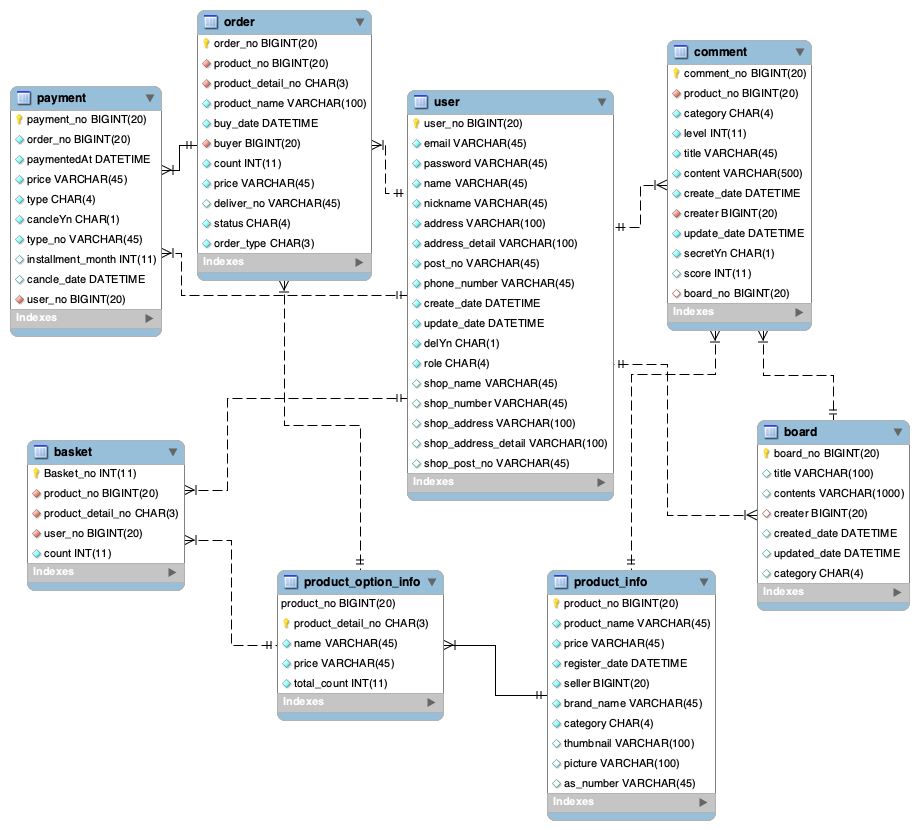 order
order_no BIGINT(20)
product_no BIGINT(20)
product_detail_no CHAR(3)
product_name VARCHAR(100)
buy_date DATETIME
buyer BIGINT(20)
count INT(11)
price VARCHAR(45)
deliver_no VARCHAR(45)
status CHAR(4)
order_type CHAR(3)
Indexes
payment
payment_no BIGINT(20)
order_no BIGINT(20)
paymentedAt DATETIME
price VARCHAR(45)
type CHAR(4)
cancleYn CHAR(1)
type_no VARCHAR(45)
installment_month INT(11)
cancle_date DATETIME
user_no BIGINT(20)
Indexes
user
user_no BIGINT(20)
email VARCHAR(45)
password VARCHAR(45)
name VARCHAR(45)
nickname VARCHAR(45)
address VARCHAR(100)
address_detail VARCHAR(100)
post_no VARCHAR(45)
phone_number VARCHAR(45)
create_date DATETIME
update_date DATETIME
delYn CHAR(1)
role CHAR(4)
shop_name VARCHAR(45)
shop_number VARCHAR(45)
shop_address VARCHAR(100)
shop_address_detail VARCHAR(100)
shop_post_no VARCHAR(45)
Indexes
comment
comment_no BIGINT(20)
product_no BIGINT(20)
category CHAR(4)
level INT(11)
title VARCHAR(45)
content VARCHAR(500)
create_date DATETIME
creater BIGINT(20)
update_date DATETIME
secretYn CHAR(1)
score INT(11)
board_no BIGINT(20)
Indexes
basket
Basket_no INT(11)
product_no BIGINT(20)
product_detail_no CHAR(3)
user_no BIGINT(20)
count INT(11)
Indexes
board
board_no BIGINT(20)
title VARCHAR(100)
contents VARCHAR(1000)
creater BIGINT(20)
created_date DATETIME
updated_date DATETIME
category CHAR(4)
Indexes
product_option_info
product_no BIGINT(20)
product_detail_no CHAR(3)
name VARCHAR(45)
price VARCHAR(45)
total_count INT(11)
Indexes
product_info
product_no BIGINT(20)
product_name VARCHAR(45)
price VARCHAR(45)
register_date DATETIME
seller BIGINT(20)
brand_name VARCHAR(45)
category CHAR(4)
thumbnail VARCHAR(100)
picture VARCHAR(100)
as_number VARCHAR(45)
Indexes